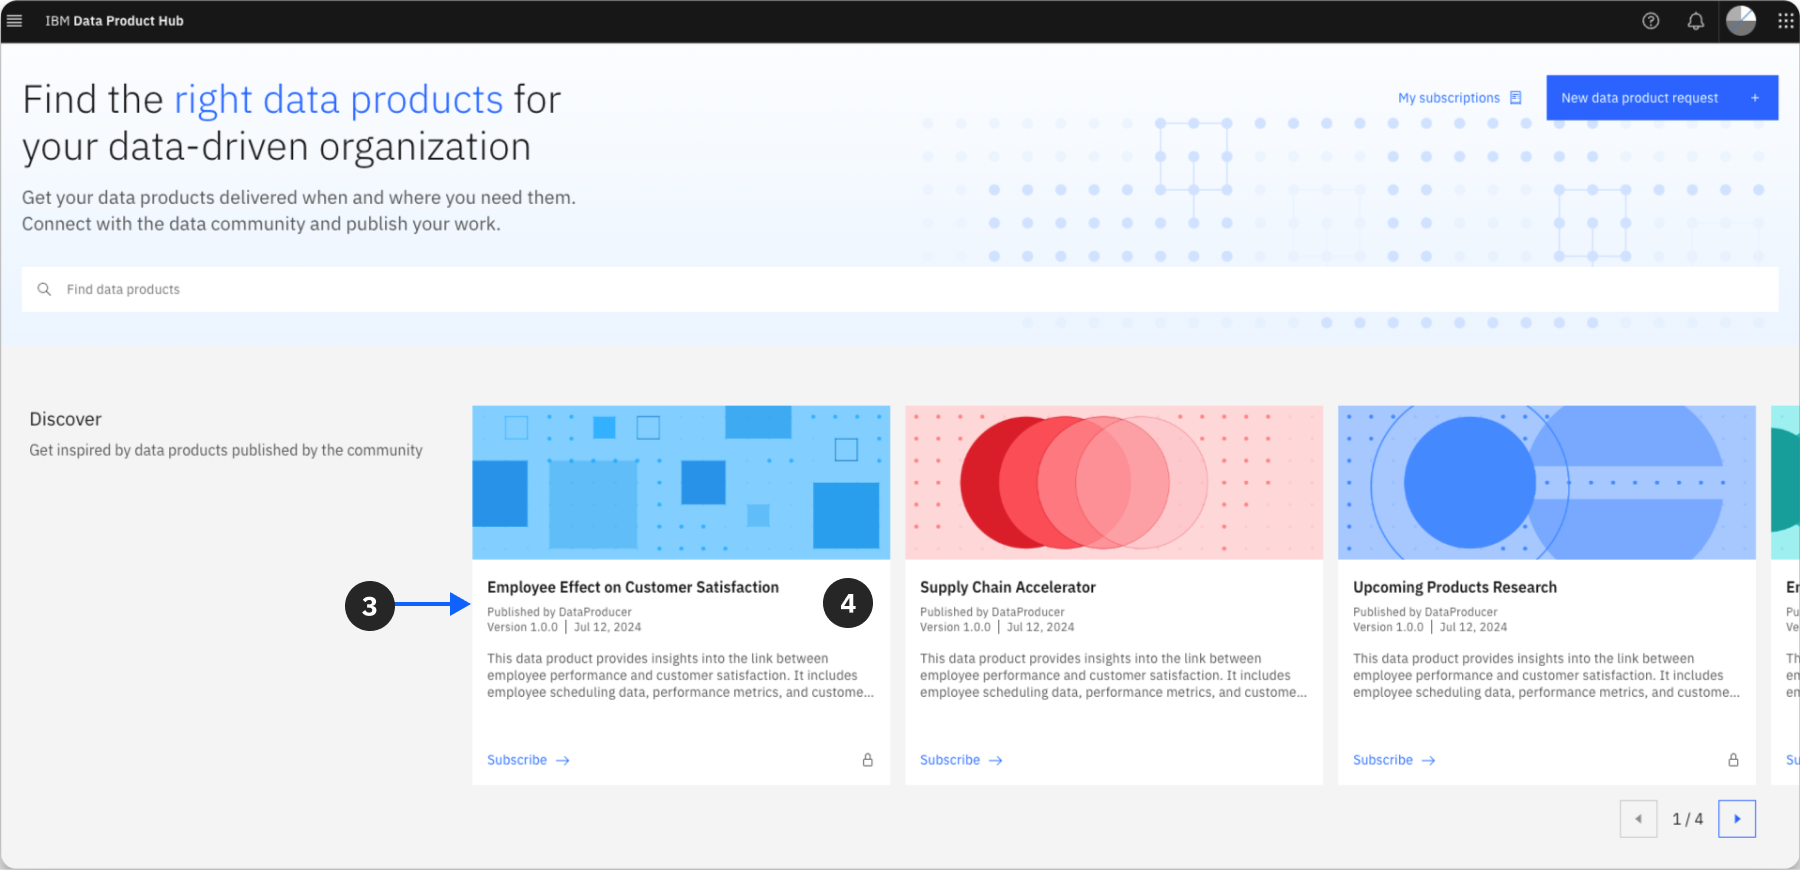 IBM Data Product Hub
Find the right data products for
your data-driven organization
My subscriptions
New data product request +
Get your data products delivered when and where you need them.
Connect with the data community and publish your work.
Find data products
Discover
Get inspired by data products published by the community
3
Employee Effect on Customer Satisfaction
4
Published by DataProducer
Version 1.0.0 | Jul 12, 2024
This data product provides insights into the link between
employee performance and customer satisfaction. It includes
employee scheduling data, performance metrics, and custome...
Subscribe
Supply Chain Accelerator
Published by DataProducer
Version 1.0.0 | Jul 12, 2024
This data product provides insights into the link between
employee performance and customer satisfaction. It includes
employee scheduling data, performance metrics, and custome...
Subscribe
Upcoming Products Research
Published by DataProducer
Version 1.0.0 | Jul 12, 2024
This data product provides insights into the link between
employee performance and customer satisfaction. It includes
employee scheduling data, performance metrics, and custome...
Subscribe
1 / 4